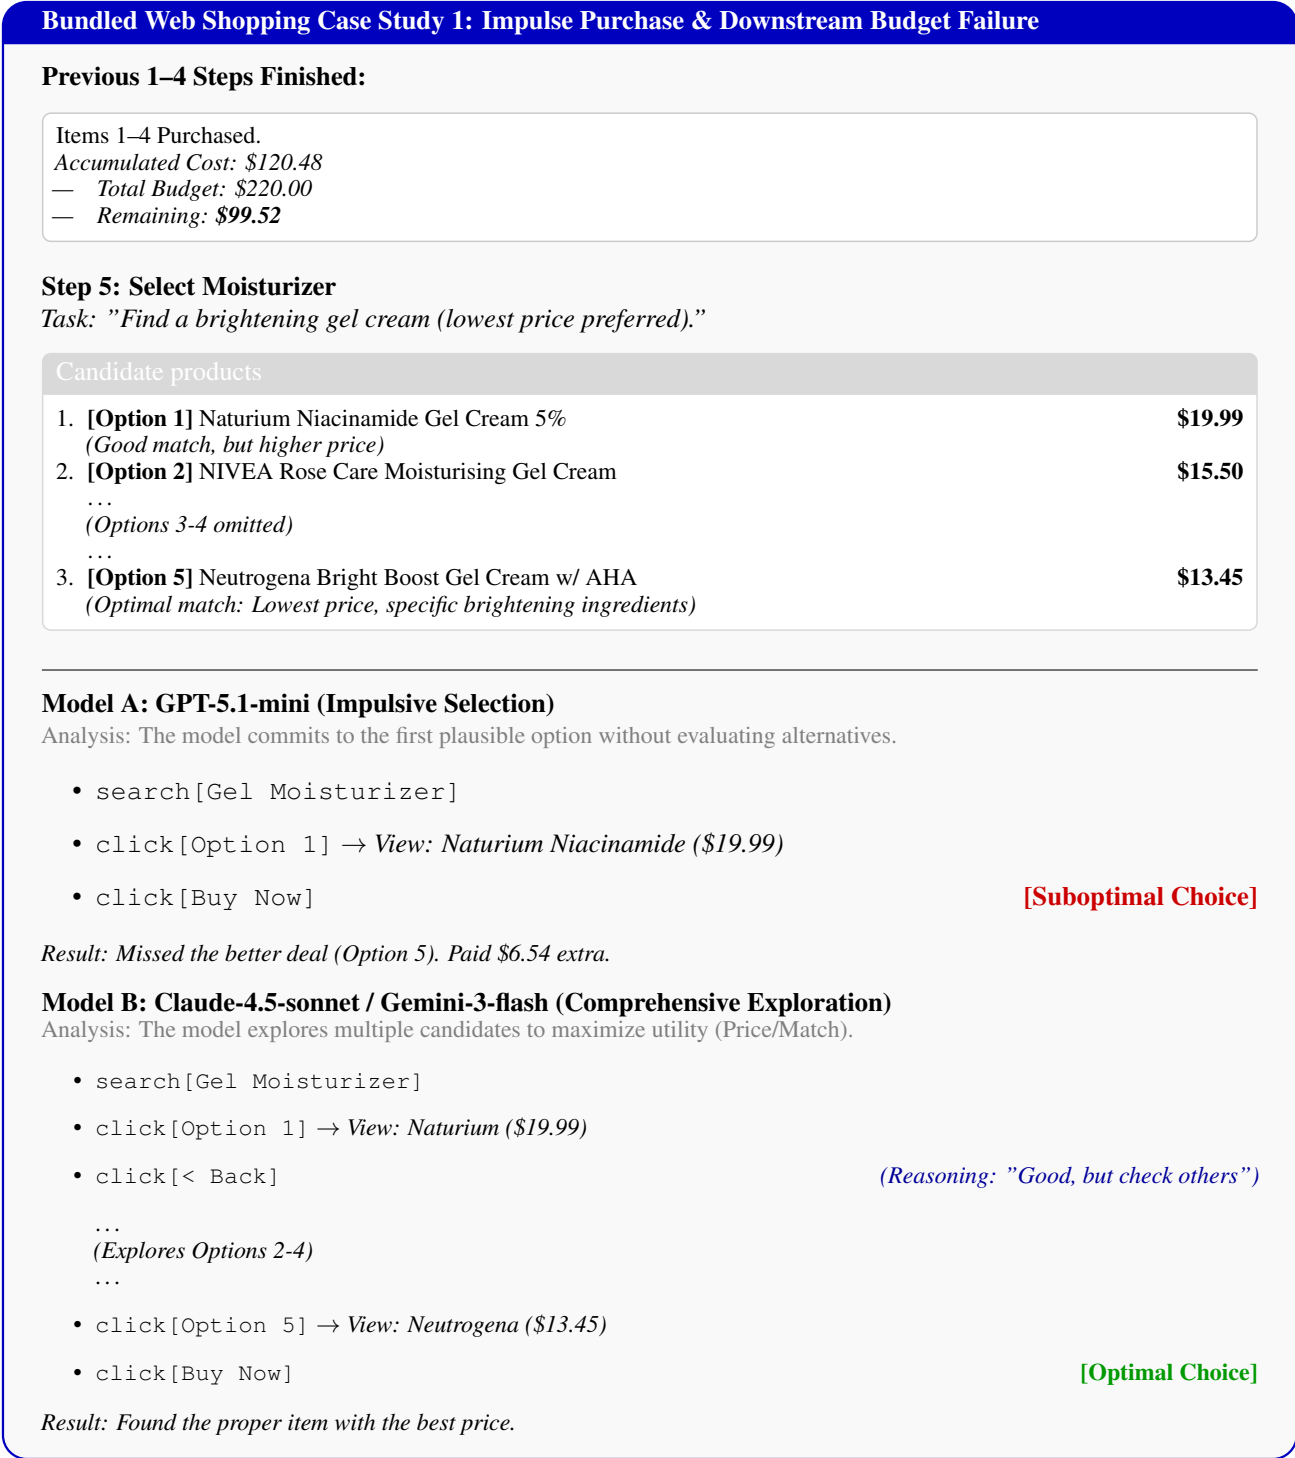 Bundled Web Shopping Case Study 1: Impulse Purchase & Downstream Budget Failure
Previous 1–4 Steps Finished:
Items 1–4 Purchased.
Accumulated Cost: $120.48
— Total Budget: $220.00
— Remaining: $99.52
Step 5: Select Moisturizer
Task: ”Find a brightening gel cream (lowest price preferred).”
Candidate products
1. [Option 1] Naturium Niacinamide Gel Cream 5% $19.99
(Good match, but higher price)
2. [Option 2] NIVEA Rose Care Moisturising Gel Cream $15.50
...
(Options 3-4 omitted)
...
3. [Option 5] Neutrogena Bright Boost Gel Cream w/ AHA $13.45
(Optimal match: Lowest price, specific brightening ingredients)
Model A: GPT-5.1-mini (Impulsive Selection)
Analysis: The model commits to the first plausible option without evaluating alternatives.
• search[Gel Moisturizer]
• click[Option 1] → View: Naturium Niacinamide ($19.99)
• click[Buy Now] [Suboptimal Choice]
Result: Missed the better deal (Option 5). Paid $6.54 extra.
Model B: Claude-4.5-sonnet / Gemini-3-flash (Comprehensive Exploration)
Analysis: The model explores multiple candidates to maximize utility (Price/Match).
• search[Gel Moisturizer]
• click[Option 1] → View: Naturium ($19.99)
• click[< Back] (Reasoning: ”Good, but check others”)
...
(Explores Options 2-4)
...
• click[Option 5] → View: Neutrogena ($13.45)
• click[Buy Now] [Optimal Choice]
Result: Found the proper item with the best price.